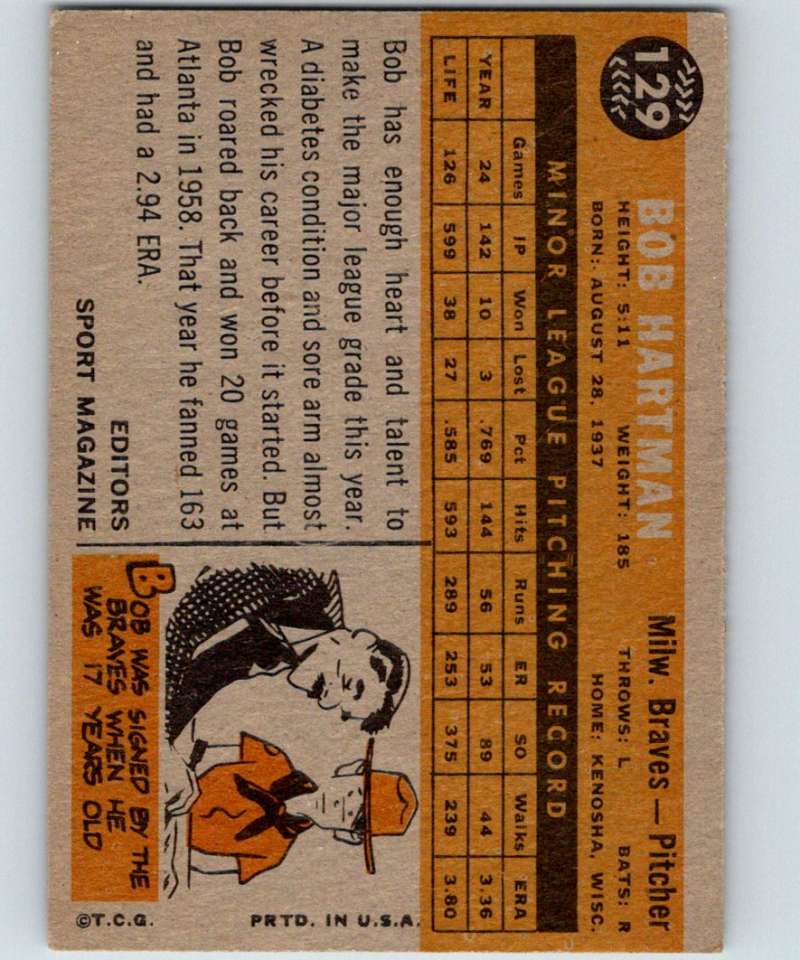 129
BOB HARTMAN
Milw. Braves — Pitcher
HEIGHT: 5:11 WEIGHT: 185 THROWS: L BATS: R
BORN: AUGUST 28, 1937 HOME: KENOSHA, WISC.
MINOR LEAGUE PITCHING RECORD
Games IP Won Lost Pct Hits Runs ER SO Walks ERA
YEAR 24 142 10 3 .769 144 56 53 89 44 3.36
LIFE 126 599 38 27 .585 593 289 253 375 239 3.80
Bob has enough heart and talent to
make the major league grade this year.
A diabetes condition and sore arm almost
wrecked his career before it started. But
Bob roared back and won 20 games at
Atlanta in 1958. That year he fanned 163
and had a 2.94 ERA.
EDITORS
SPORT MAGAZINE
BOB WAS SIGNED BY THE
BRAVES WHEN HE
WAS 17 YEARS OLD
©T.C.G. PRTD. IN U.S.A.